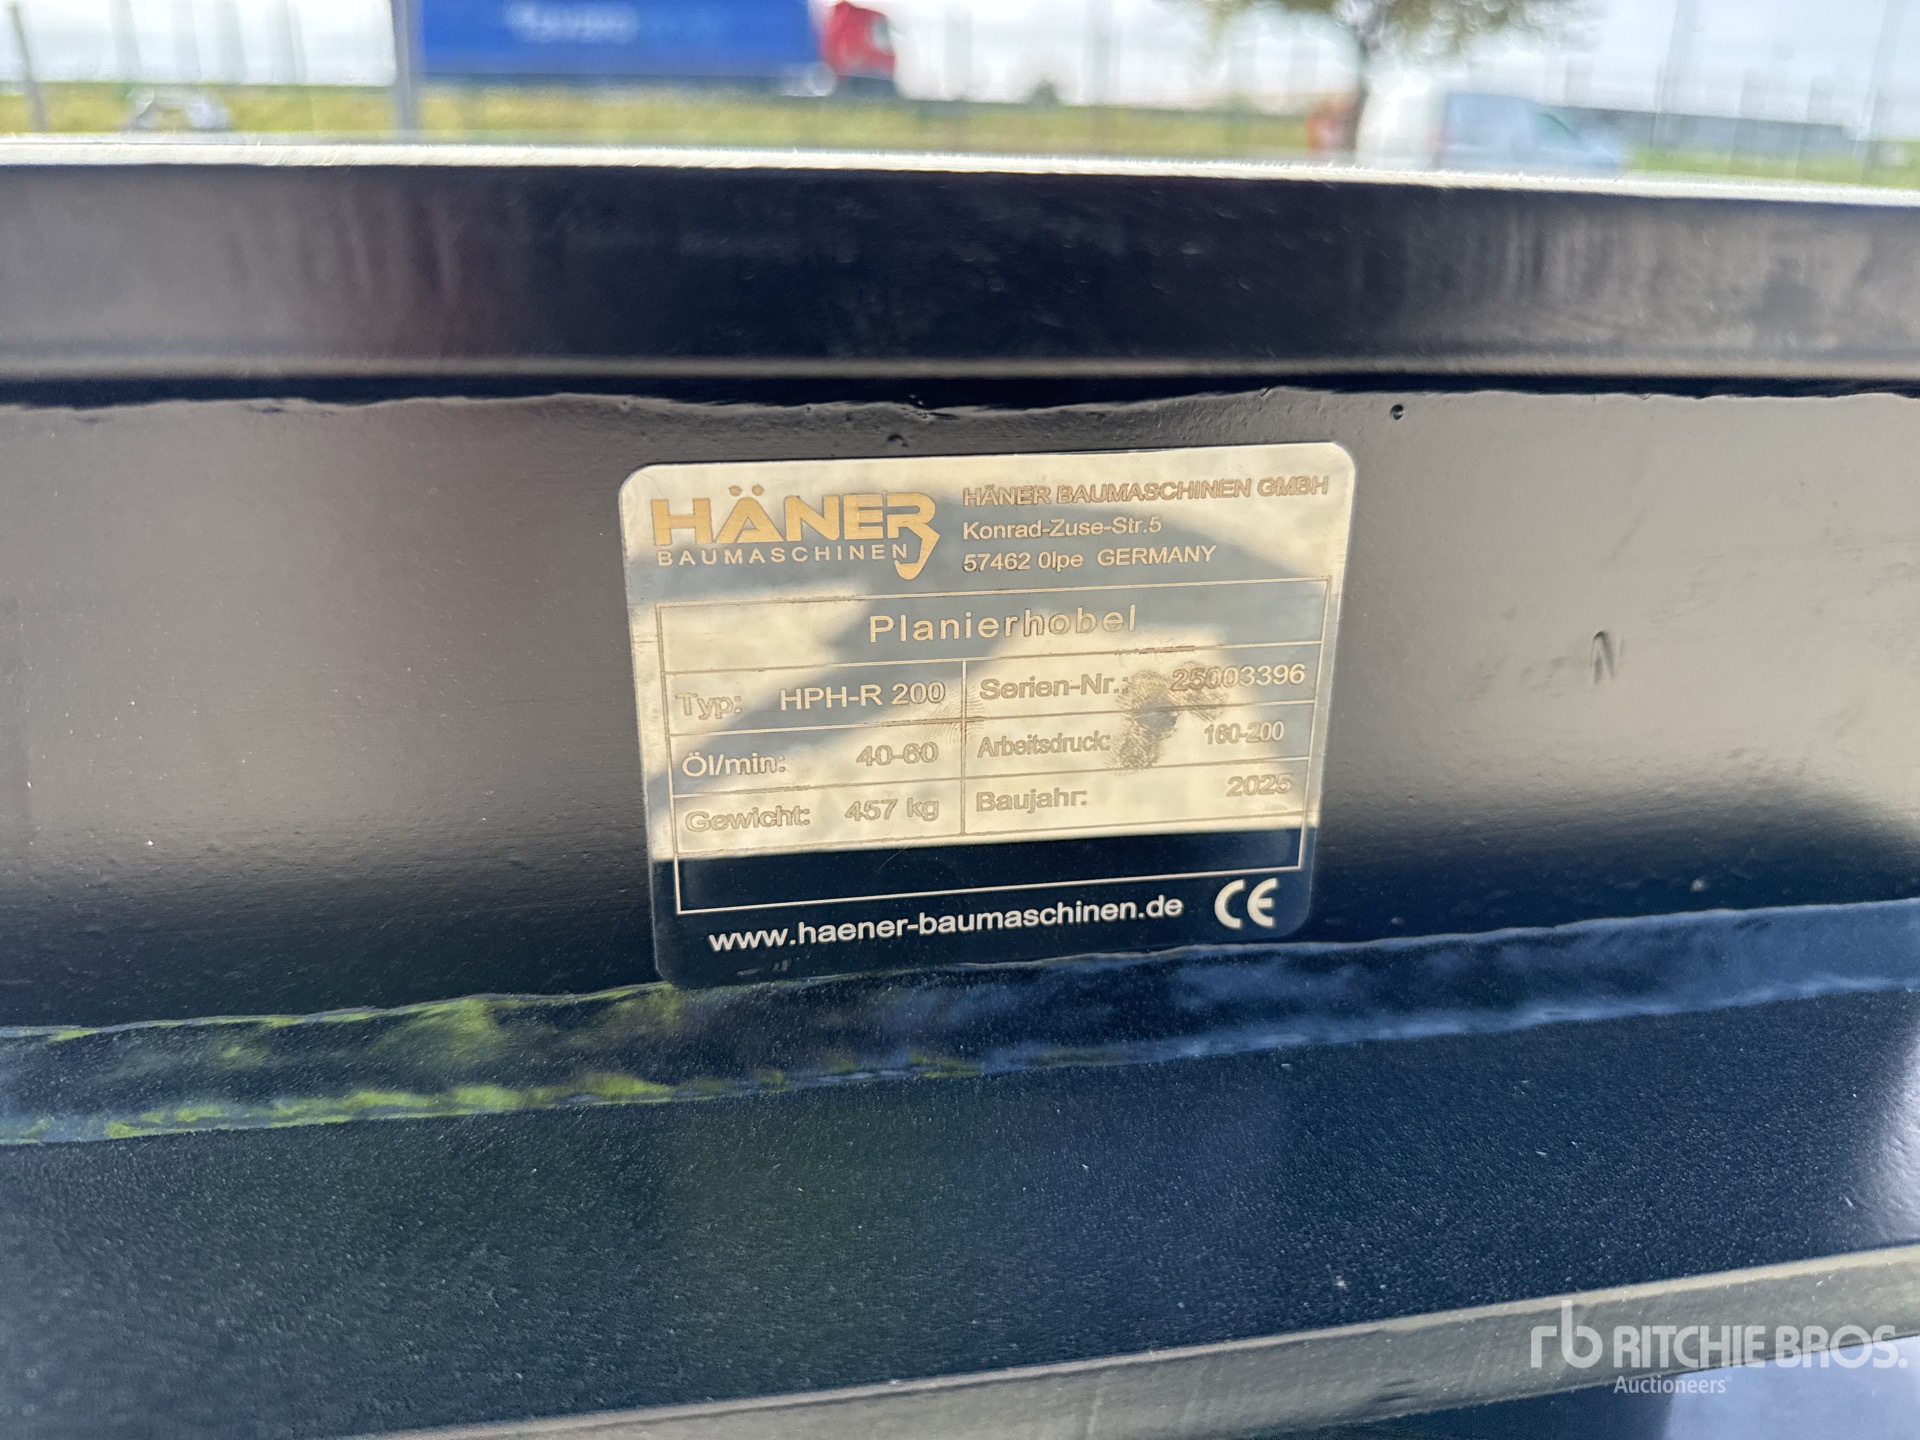 HÄNER
BAUMASCHINEN
HÄNER BAUMASCHINEN GMBH
Konrad-Zuse-Str.5
57462 Olpe GERMANY
Planierhobel
Typ: HPH-R 200
Serien-Nr.: 25003396
Öl/min: 40-60
Arbeitsdruck: 160-200
Gewicht: 457 kg
Baujahr: 2025
www.haener-baumaschinen.de CE
rb RITCHIE BROS.
Auctioneers